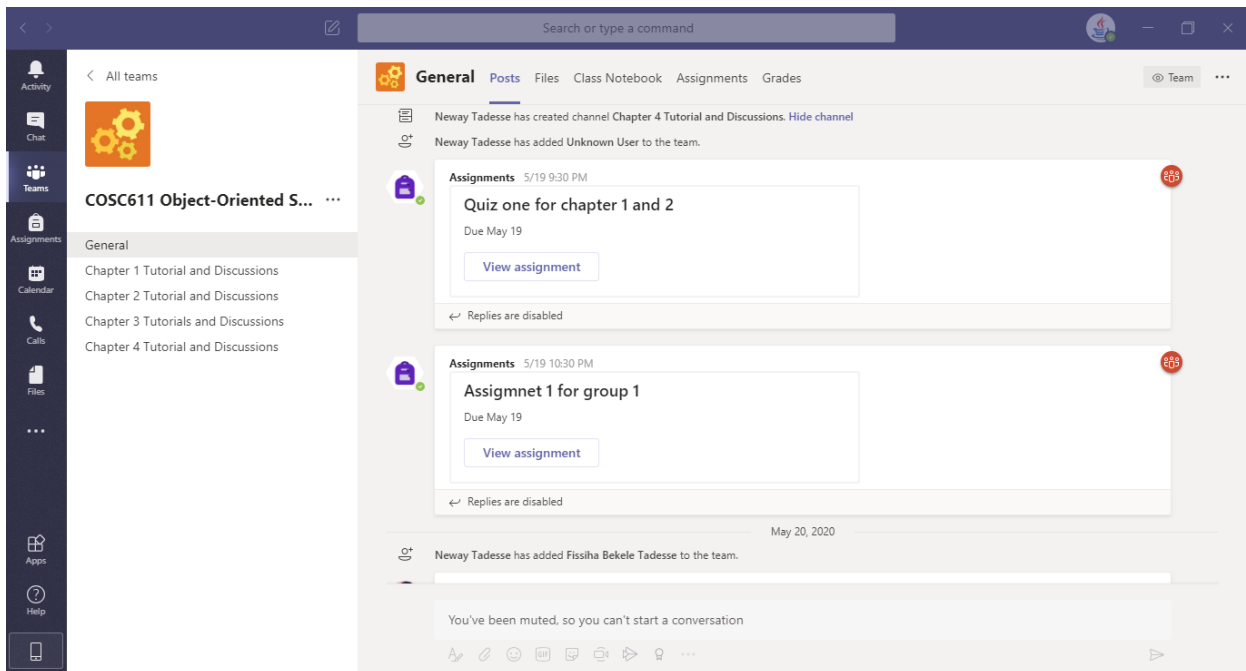 Search or type a command
Activity
Chat
Teams
Assignments
Calendar
Calls
Files
Apps
Help
All teams
COSC611 Object-Oriented S...
General
Chapter 1 Tutorial and Discussions
Chapter 2 Tutorial and Discussions
Chapter 3 Tutorials and Discussions
Chapter 4 Tutorial and Discussions
General Posts Files Class Notebook Assignments Grades
Team
Neway Tadesse has created channel Chapter 4 Tutorial and Discussions. Hide channel
Neway Tadesse has added Unknown User to the team.
Assignments 5/19 9:30 PM
Quiz one for chapter 1 and 2
Due May 19
View assignment
Replies are disabled
Assignments 5/19 10:30 PM
Assigmnet 1 for group 1
Due May 19
View assignment
Replies are disabled
May 20, 2020
Neway Tadesse has added Fissiha Bekele Tadesse to the team.
You've been muted, so you can't start a conversation
GIF